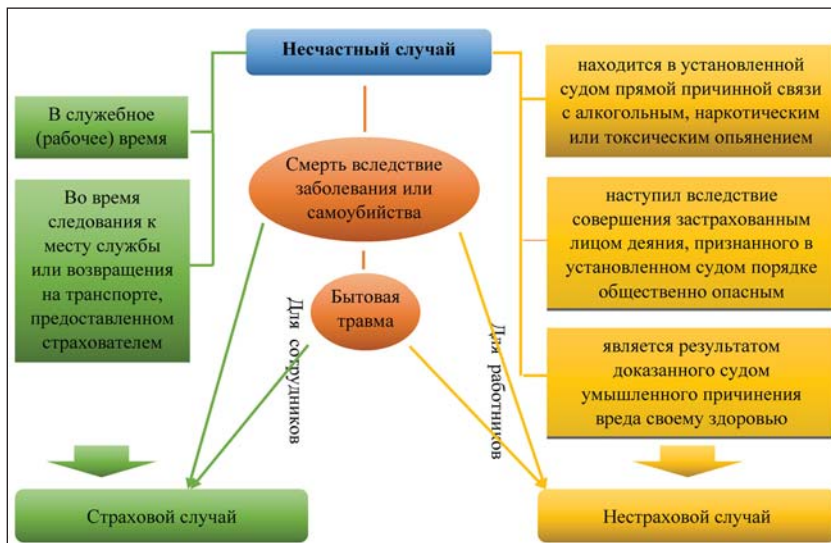 Несчастный случай
В служебное
(рабочее) время
Во время
следования к
месту службы
или возвращения
на транспорте,
предоставленном
страхователем
Смерть вследствие
заболевания или
самоубийства
Бытовая
травма
Для сотрудников
Для работников
находится в установленной
судом прямой причинной связи
с алкогольным, наркотическим
или токсическим опьянением
наступил вследствие
совершения застрахованным
лицом деяния, признанного в
установленном судом порядке
общественно опасным
является результатом
доказанного судом
умышленного причинения
вреда своему здоровью
Страховой случай
Нестраховой случай